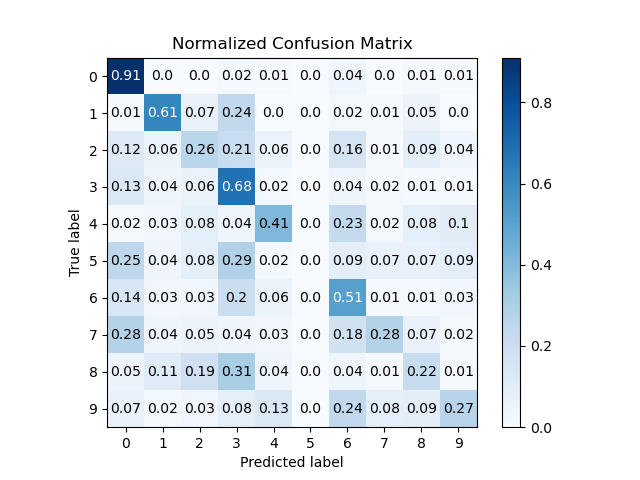 Normalized Confusion Matrix
0 0.91 0.0 0.0 0.02 0.01 0.0 0.04 0.0 0.01 0.01
1 0.01 0.61 0.07 0.24 0.0 0.0 0.02 0.01 0.05 0.0
2 0.12 0.06 0.26 0.21 0.06 0.0 0.16 0.01 0.09 0.04
3 0.13 0.04 0.06 0.68 0.02 0.0 0.04 0.02 0.01 0.01
4 0.02 0.03 0.08 0.04 0.41 0.0 0.23 0.02 0.08 0.1
5 0.25 0.04 0.08 0.29 0.02 0.0 0.09 0.07 0.07 0.09
6 0.14 0.03 0.03 0.2 0.06 0.0 0.51 0.01 0.01 0.03
7 0.28 0.04 0.05 0.04 0.03 0.0 0.18 0.28 0.07 0.02
8 0.05 0.11 0.19 0.31 0.04 0.0 0.04 0.01 0.22 0.01
9 0.07 0.02 0.03 0.08 0.13 0.0 0.24 0.08 0.09 0.27
0 1 2 3 4 5 6 7 8 9
Predicted label
True label
0.8
0.6
0.4
0.2
0.0